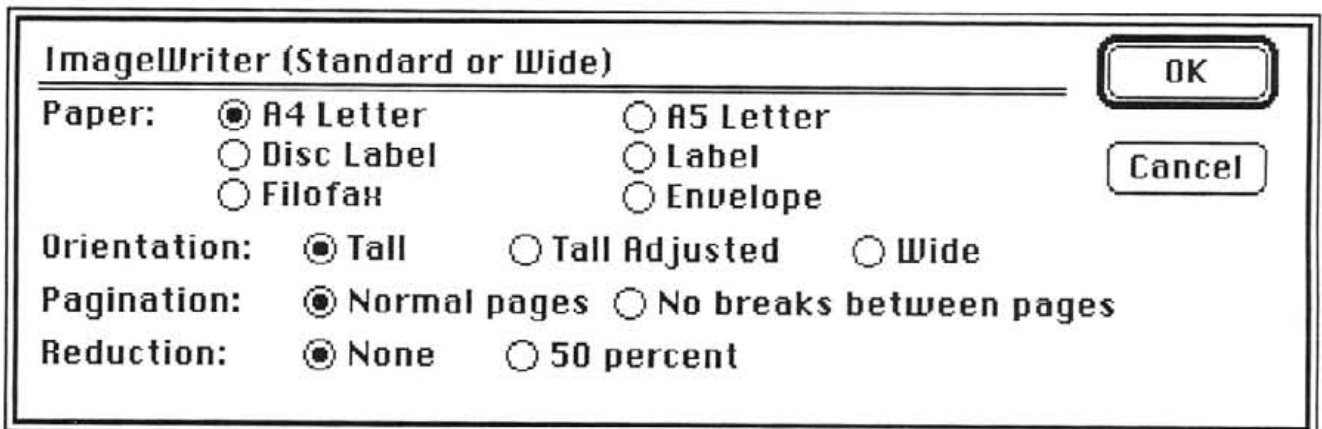 ImageWriter (Standard or Wide) OK
Paper: A4 Letter A5 Letter
Disc Label Label Cancel
Filofax Envelope
Orientation: Tall Tall Adjusted Wide
Pagination: Normal pages No breaks between pages
Reduction: None 50 percent